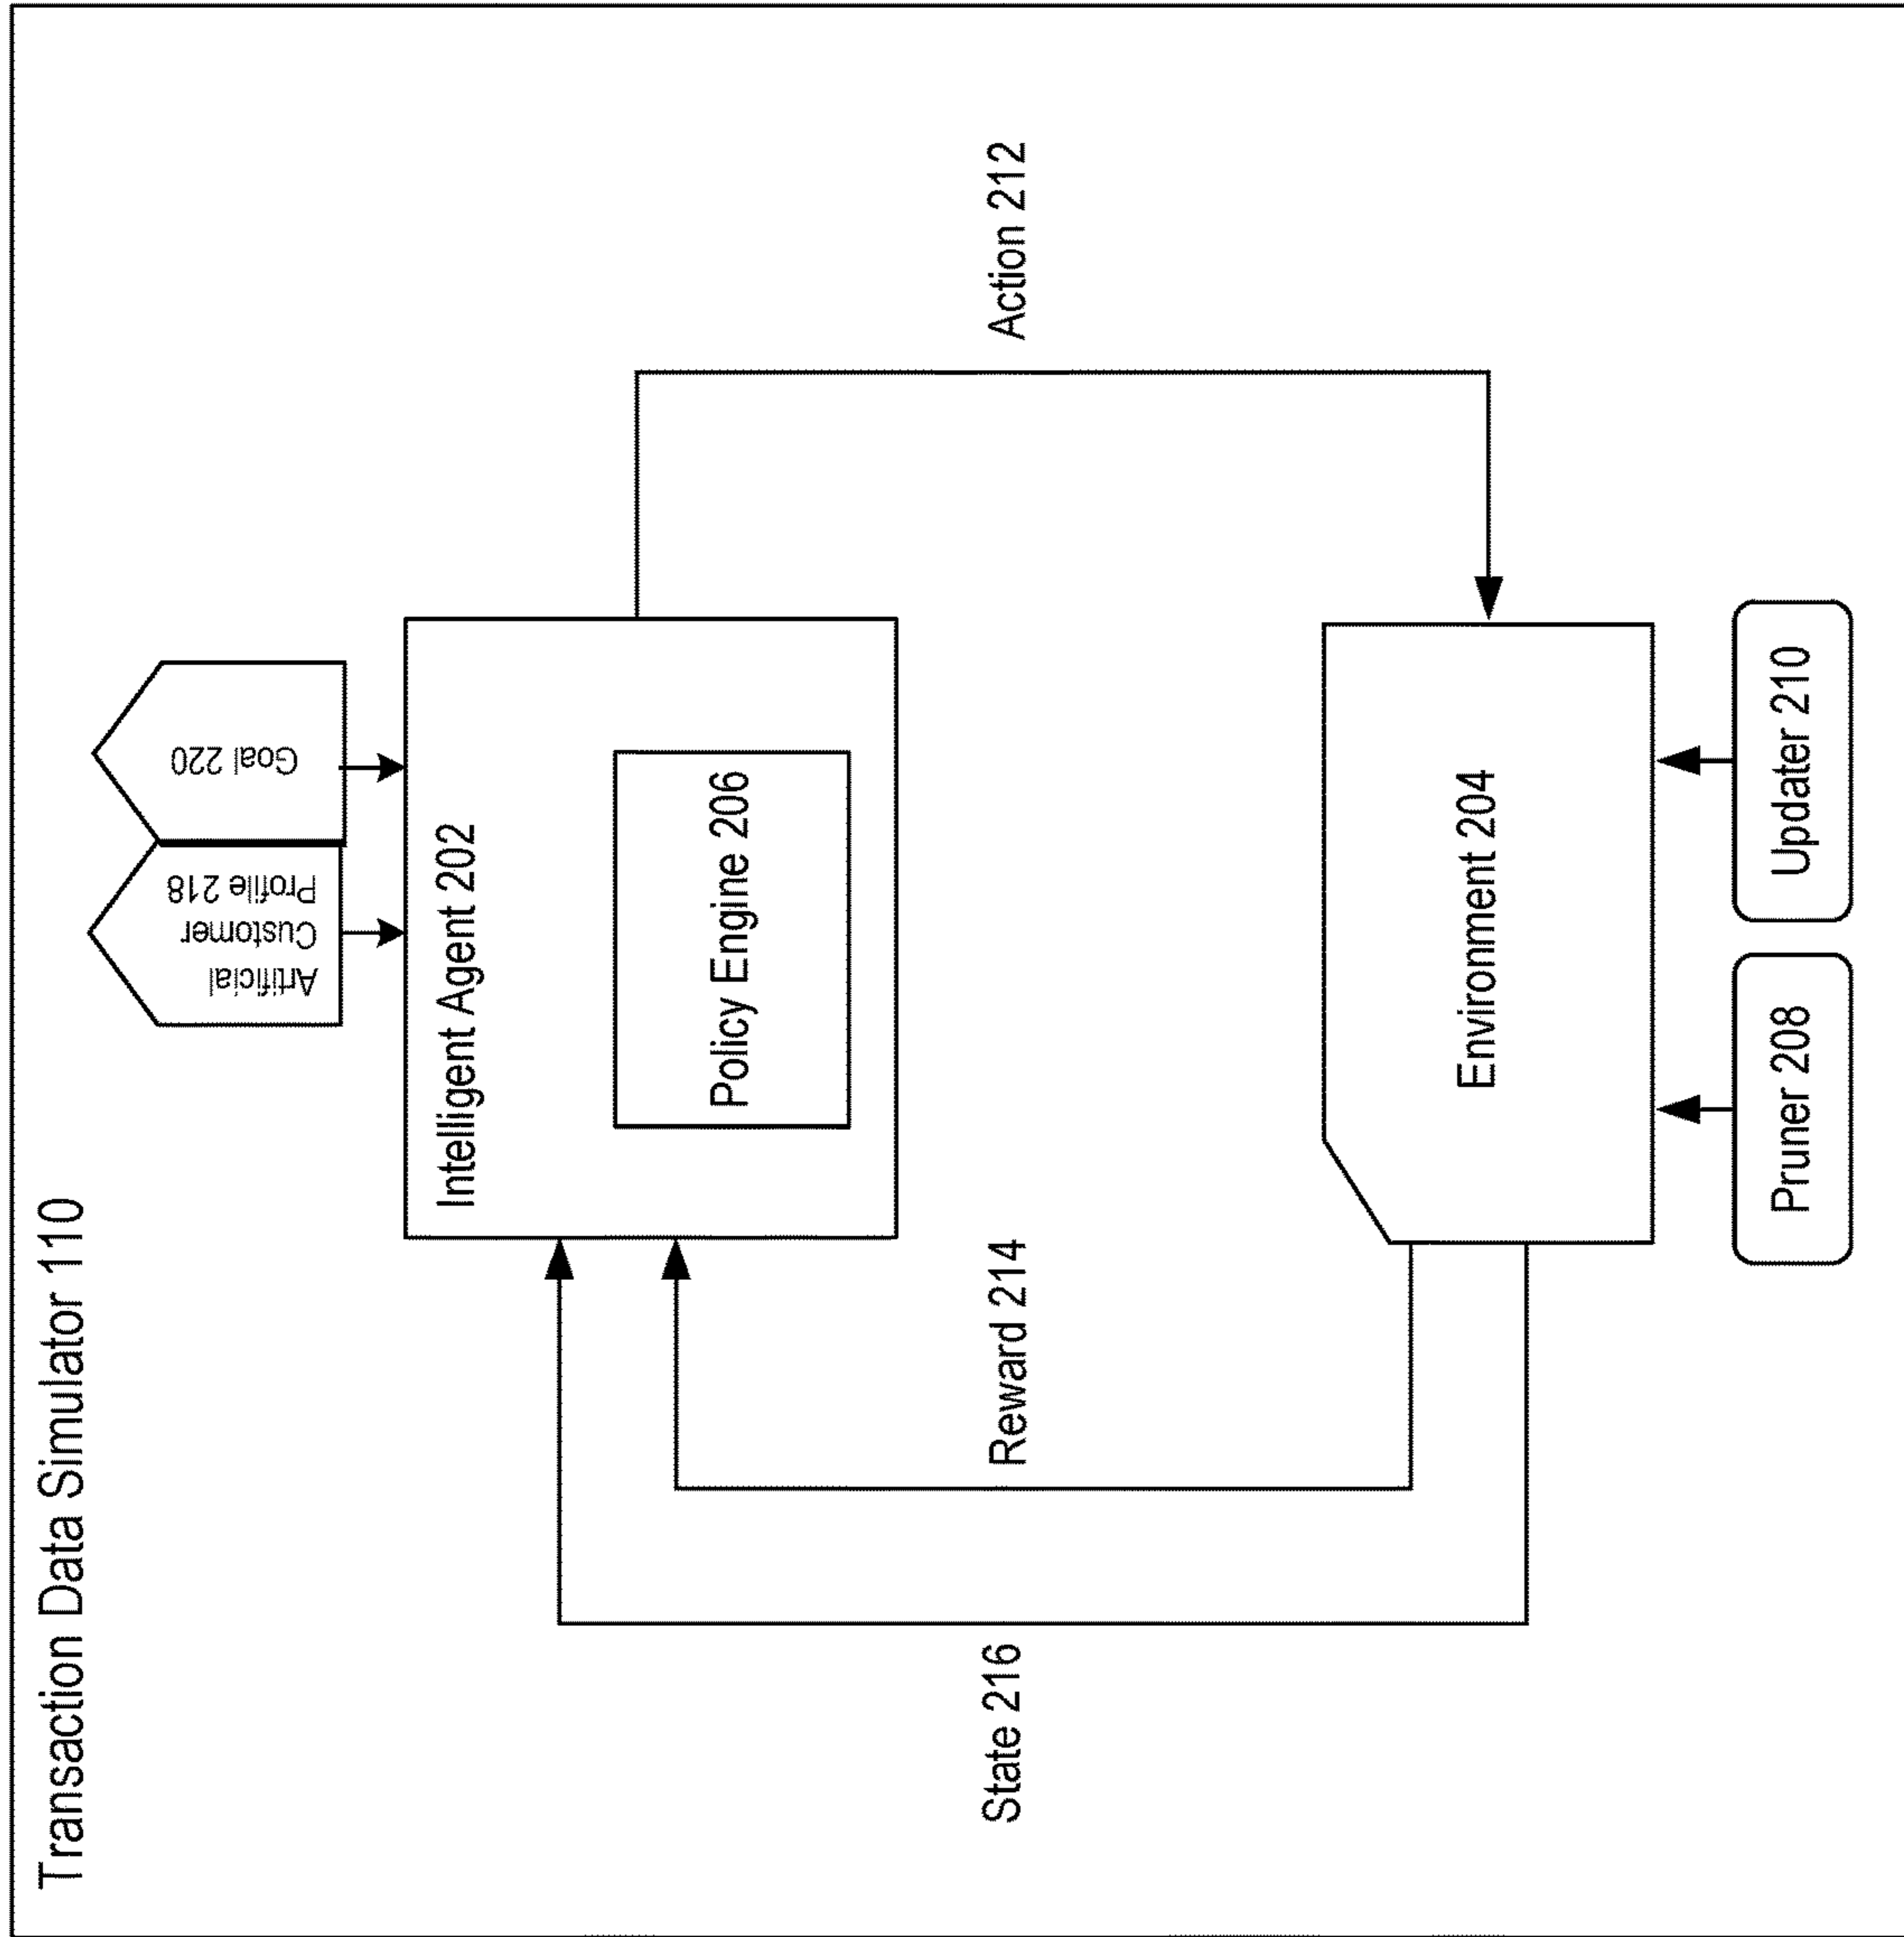 Transaction Data Simulator 110
Artificial
Customer
Profile 218
Goal 220
Intelligent Agent 202
Policy Engine 206
State 216
Reward 214
Action 212
Environment 204
Pruner 208
Updater 210